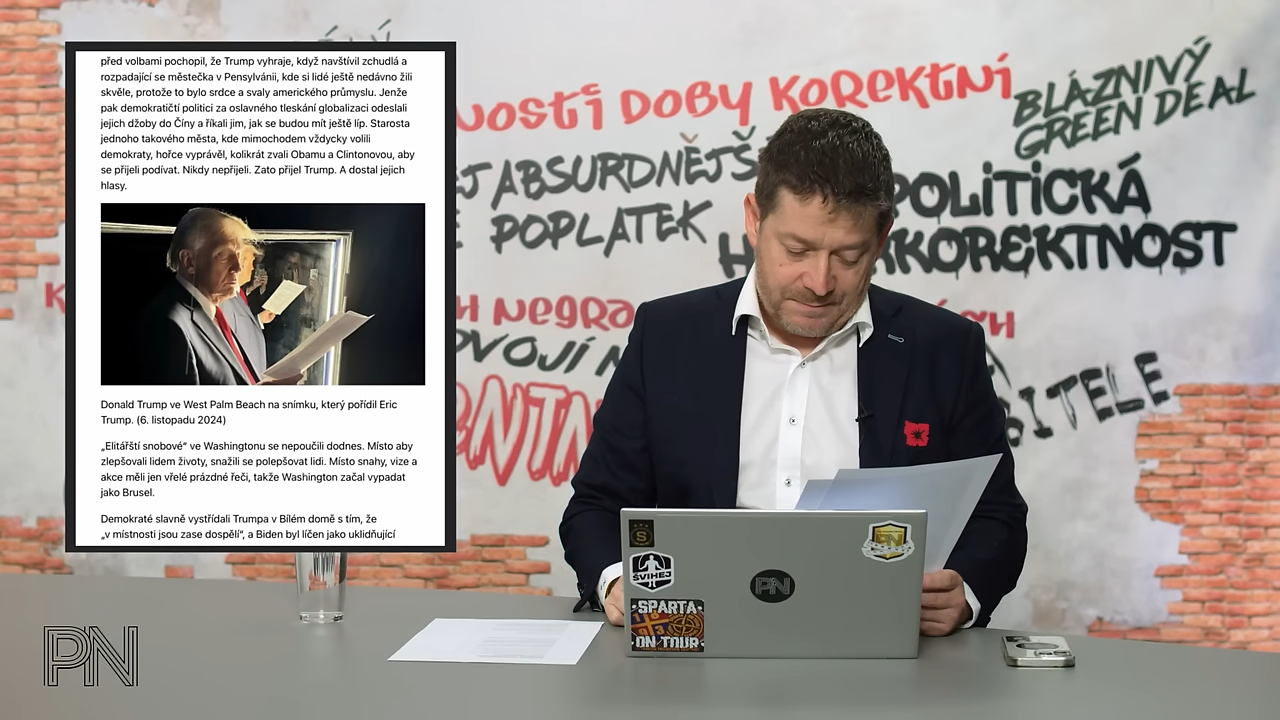 před volbami pochopil, že Trump vyhraje, když navštívil zchudlá a
rozpadající se městečka v Pensylvánii, kde si lidé ještě nedávno žili
skvěle, protože to bylo srdce a svaly amerického průmyslu. Jenže
pak demokratičtí politici za oslavného tleskání globalizaci odeslali
jejich džoby do Číny a říkali jim, jak se budou mít ještě líp. Starosta
jednoho takového města, kde mimochodem vždycky volili
demokraty, hořce vyprávěl, kolikrát zvali Obamu a Clintonovou, aby
se přijeli podívat. Nikdy nepřijeli. Zato přijel Trump. A dostal jejich
hlasy.
Donald Trump ve West Palm Beach na snímku, který pořídil Eric
Trump. (6. listopadu 2024)
„Elitářští snobové“ ve Washingtonu se nepoučili dodnes. Místo aby
zlepšovali lidem životy, snažili se polepšovat lidi. Místo snahy, vize a
akce měli jen vřelé prázdné řeči, takže Washington začal vypadat
jako Brusel.
Demokraté slavně vystřídali Trumpa v Bílém domě s tím, že
„v místnosti jsou zase dospělí“, a Biden byl líčen jako uklidňující
DOBY KOREKTNÍ
BLÁZNIVÝ
GREEN DEAL
POPLATEK
POLITICKÁ
KOREKTNOST
S
ŠVIHEJ
SPARTA
ON TOUR
PN
PN